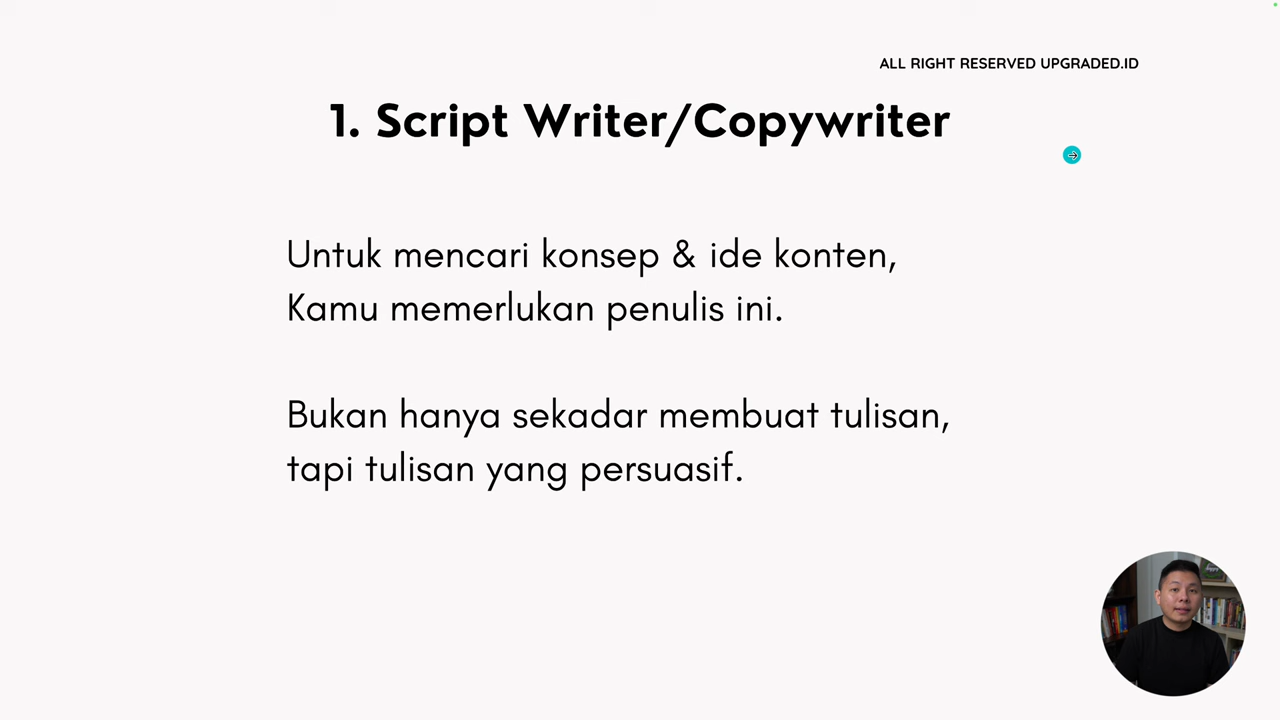 ALL RIGHT RESERVED UPGRADED.ID
1. Script Writer/Copywriter
Untuk mencari konsep & ide konten,
Kamu memerlukan penulis ini.
Bukan hanya sekadar membuat tulisan,
tapi tulisan yang persuasif.